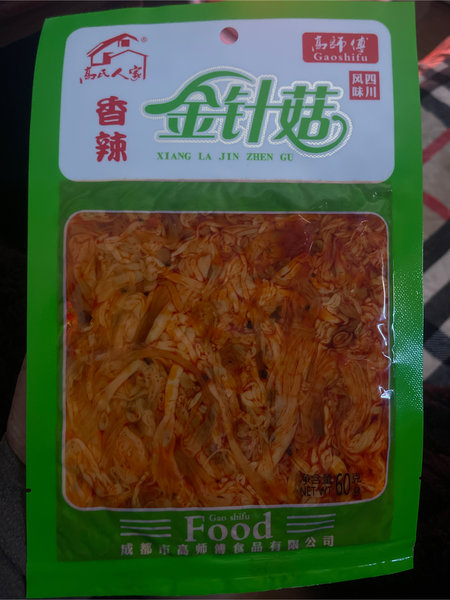 高氏人家®
高师傅
Gaoshifu
四川
风味
香辣
金针菇
XIANG LA JIN ZHEN GU
净含量: 60克
NET WT:
Gao shifu
Food
成都市高师傅食品有限公司